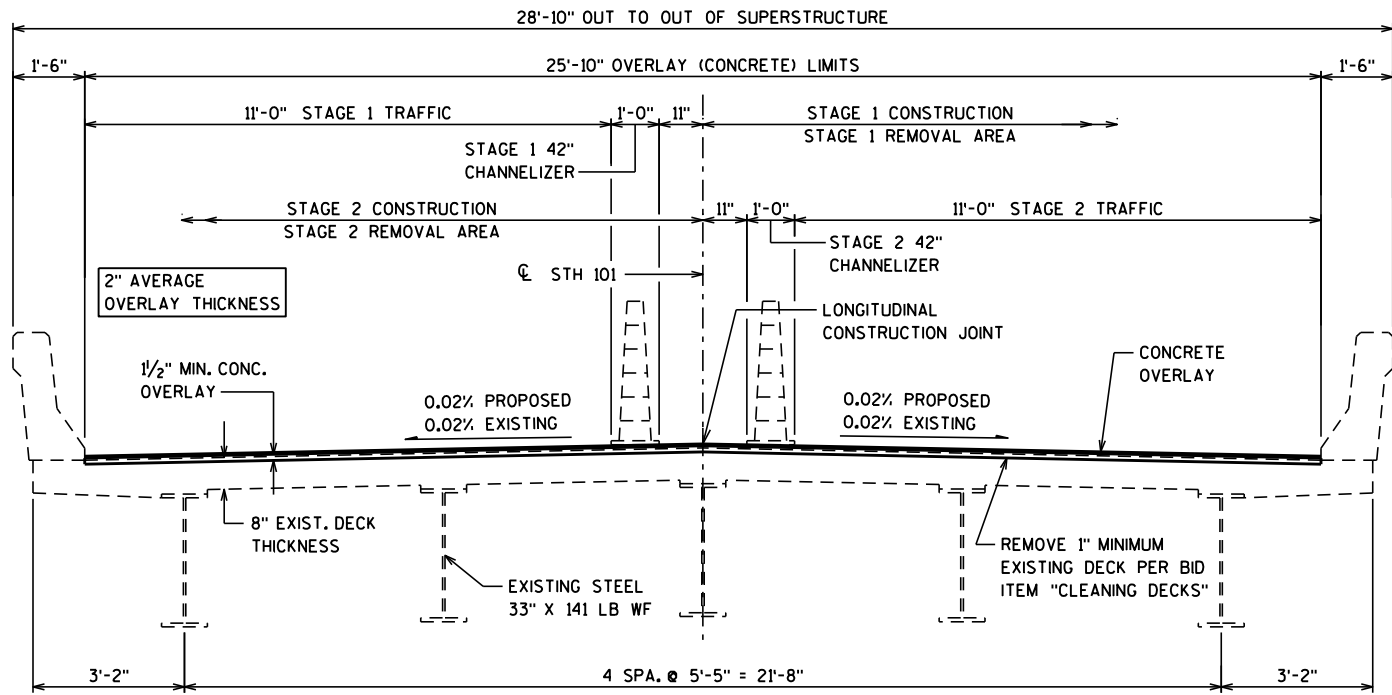 28'-10" OUT TO OUT OF SUPERSTRUCTURE
1'-6"
25'-10" OVERLAY (CONCRETE) LIMITS
1'-6"
11'-0" STAGE 1 TRAFFIC
1'-0"
11"
STAGE 1 CONSTRUCTION
STAGE 1 REMOVAL AREA
STAGE 1 42"
CHANNELIZER
STAGE 2 CONSTRUCTION
STAGE 2 REMOVAL AREA
11"
1'-0"
11'-0" STAGE 2 TRAFFIC
STAGE 2 42"
CHANNELIZER
℄ STH 101
2" AVERAGE
OVERLAY THICKNESS
LONGITUDINAL
CONSTRUCTION JOINT
1½" MIN. CONC.
OVERLAY
CONCRETE
OVERLAY
0.02% PROPOSED
0.02% EXISTING
0.02% PROPOSED
0.02% EXISTING
8" EXIST. DECK
THICKNESS
EXISTING STEEL
33" X 141 LB WF
REMOVE 1" MINIMUM
EXISTING DECK PER BID
ITEM "CLEANING DECKS"
3'-2"
4 SPA. @ 5'-5" = 21'-8"
3'-2"